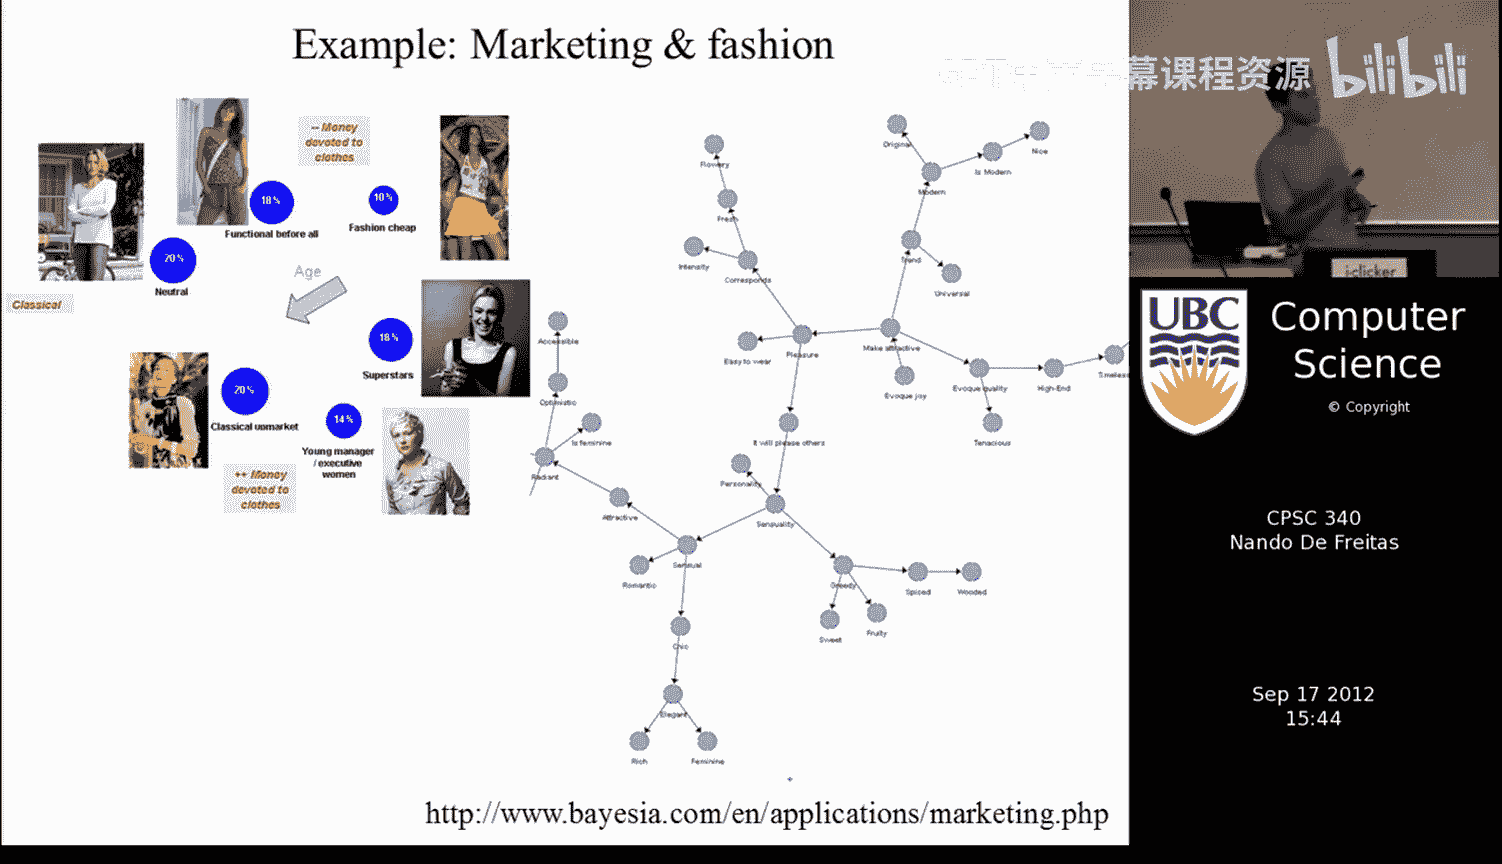 Example: Marketing & fashion
-- Money
devoted to
clothes
18%
Functional before all
10%
Fashion cheap
20%
Neutral
Age
Classical
18%
Superstars
20%
Classical upmarket
14%
Young manager
/ executive
women
++ Money
devoted to
clothes
Flowery
Fresh
Intensity
Corresponds
Easy to wear
Pleasure
Original
Modern
Is Modern
Nice
Trend
Universal
Make attractive
Evoque joy
Evoque quality
High-End
Timeless
Tenacious
It will please others
Accessible
Optimistic
Is feminine
Radiant
Attractive
Personality
Sensuality
Sensual
Romantic
Greedy
Spiced
Wooded
Sweet
Fruity
Chic
Elegant
Rich
Feminine
http://www.bayesia.com/en/applications/marketing.php
幕课程资源
bilibili
iclicker
UBC
Computer
Science
© Copyright
CPSC 340
Nando De Freitas
Sep 17 2012
15:44